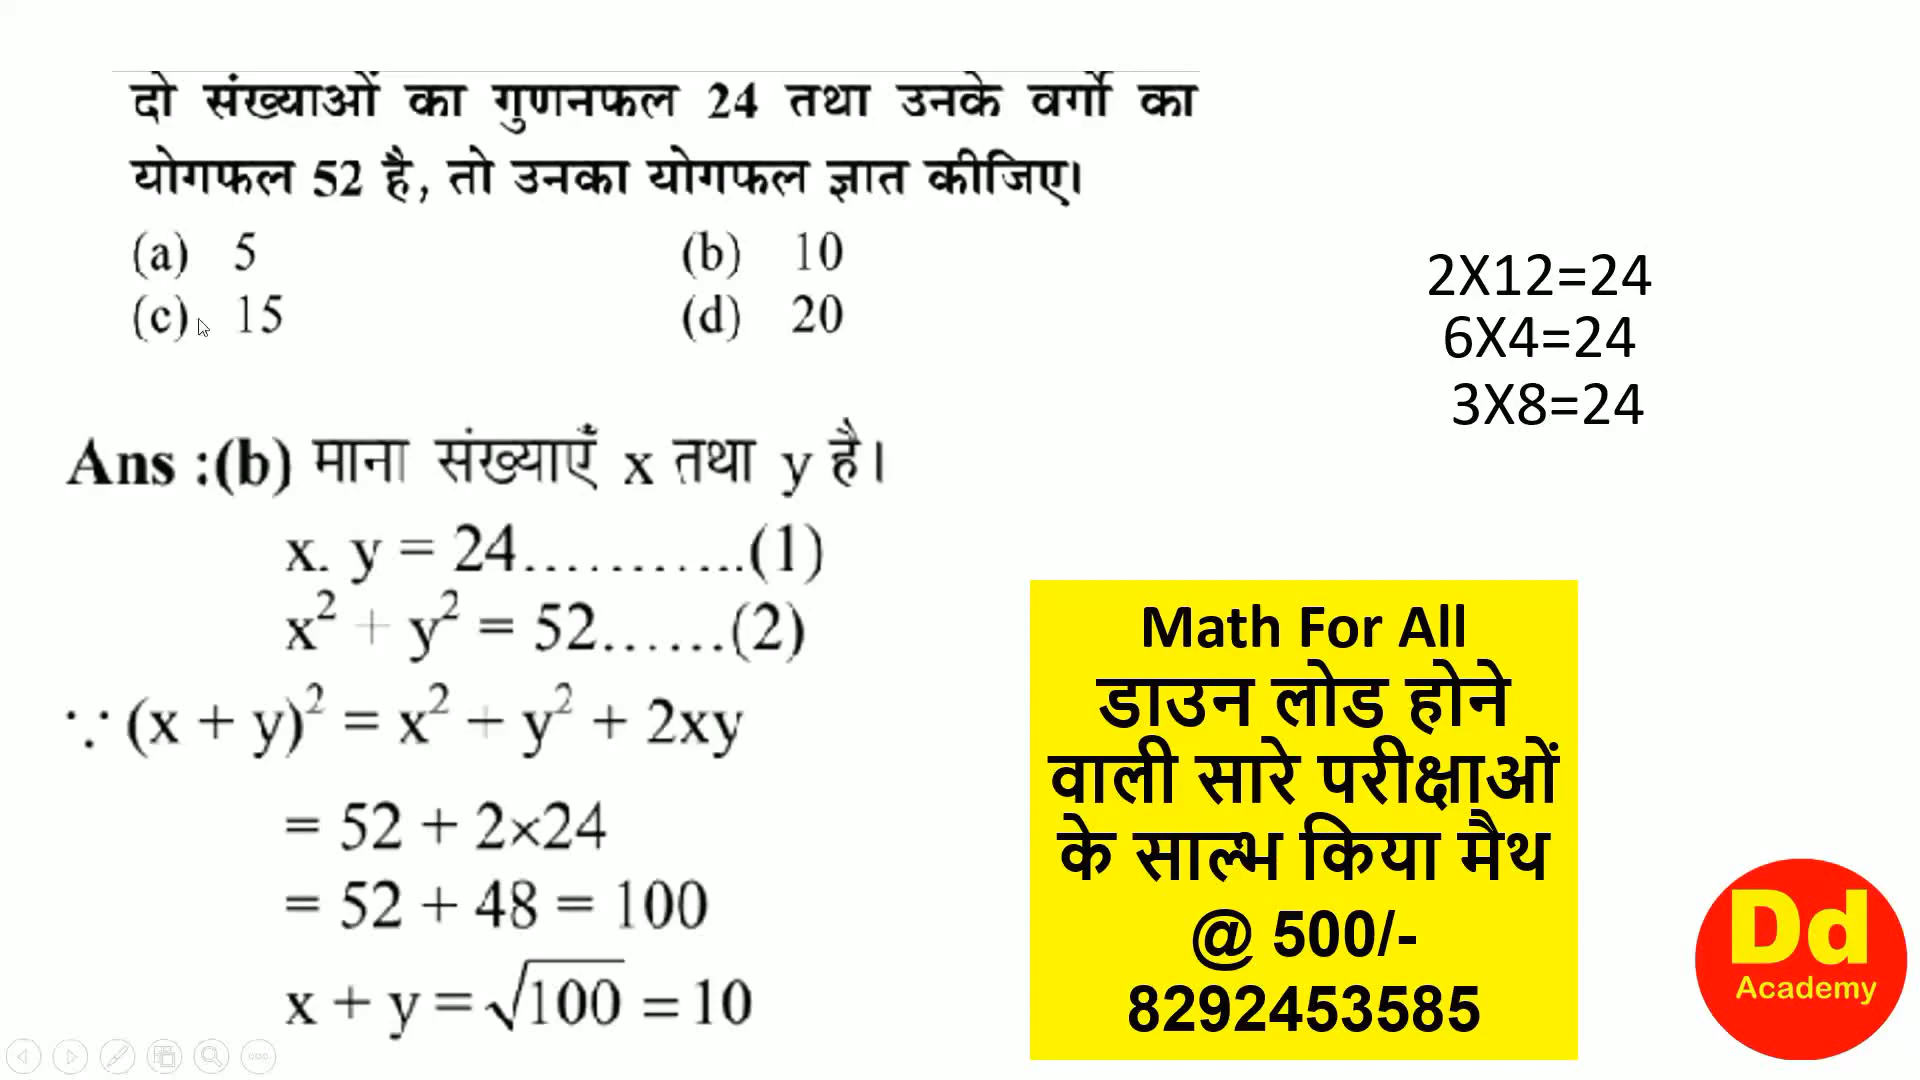 दो संख्याओं का गुणनफल 24 तथा उनके वर्गो का
योगफल 52 है, तो उनका योगफल ज्ञात कीजिए।
(a) 5 (b) 10
(c) 15 (d) 20
Ans :(b) माना संख्याएँ x तथा y है।
x. y = 24...........(1)
x² + y² = 52......(2)
∵ (x + y)² = x² + y² + 2xy
= 52 + 2×24
= 52 + 48 = 100
x + y = √100 = 10
2X12=24
6X4=24
3X8=24
Math For All
डाउन लोड होने
वाली सारे परीक्षाओं
के साल्भ किया मैथ
@ 500/-
8292453585
Dd
Academy